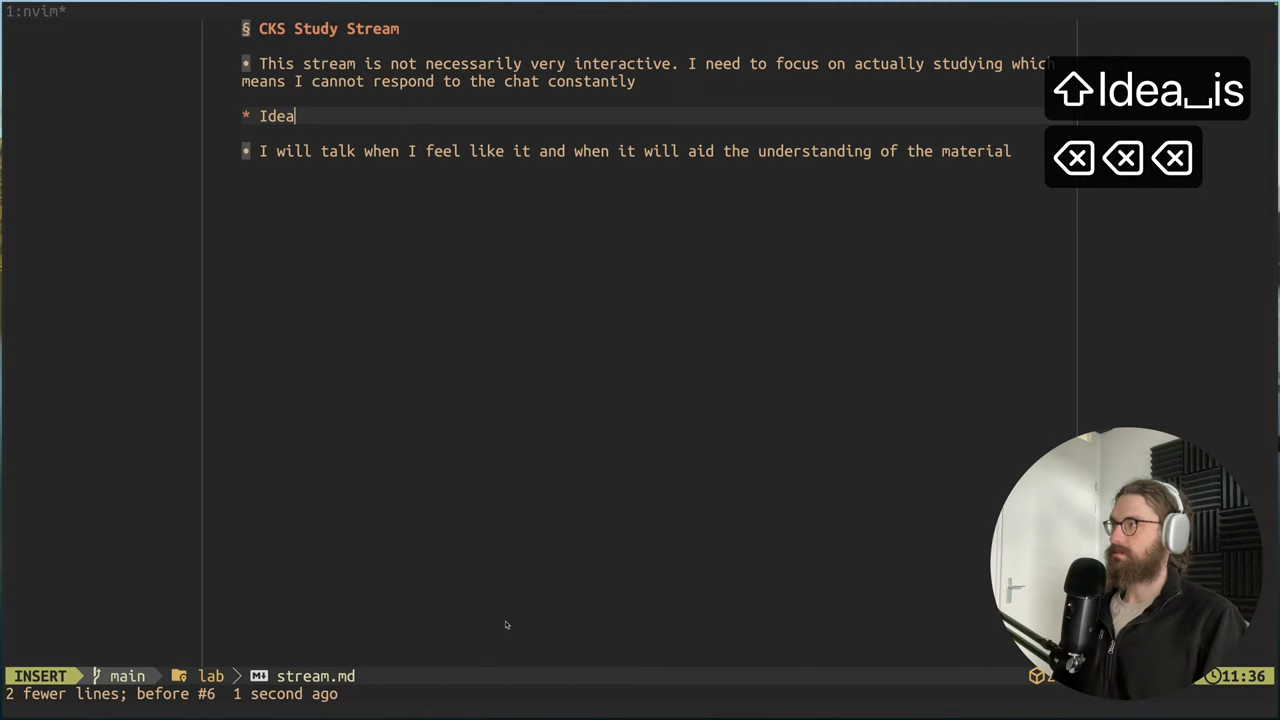 1:nvim*
§ CKS Study Stream
• This stream is not necessarily very interactive. I need to focus on actually studying which
means I cannot respond to the chat constantly
* Idea
• I will talk when I feel like it and when it will aid the understanding of the material
⇧Idea␣is
⌫⌫⌫
INSERT main lab stream.md 11:36
2 fewer lines; before #6 1 second ago